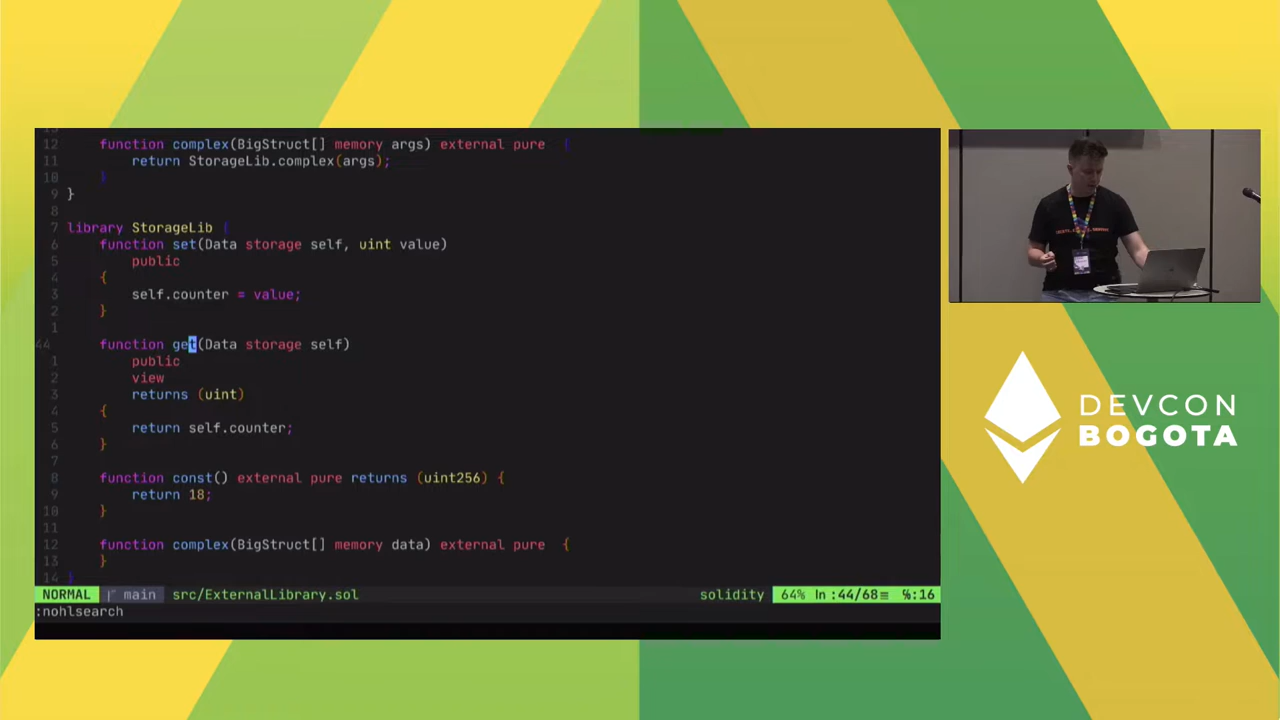 12 function complex(BigStruct[] memory args) external pure {
11 return StorageLib.complex(args);
10 }
9 }
8
7 library StorageLib {
6 function set(Data storage self, uint value)
5 public
4 {
3 self.counter = value;
2 }
1
44 function get(Data storage self)
1 public
2 view
3 returns (uint)
4 {
5 return self.counter;
6 }
7
8 function const() external pure returns (uint256) {
9 return 18;
10 }
11
12 function complex(BigStruct[] memory data) external pure {
13 }
14 }
NORMAL main src/ExternalLibrary.sol solidity 64% ln :44/68≡ ℅:16
:nohlsearch
DEVCON
BOGOTA